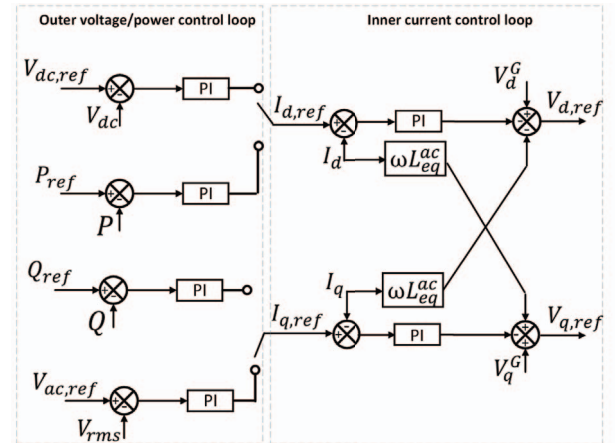 Outer voltage/power control loop
Inner current control loop
V_{dc,ref}
+
-
PI
V_{dc}
I_{d,ref}
+
-
PI
V_d^G
+
-
-
V_{d,ref}
I_d
ωL_{eq}^{ac}
P_{ref}
+
-
PI
P
Q_{ref}
+
-
PI
Q
I_q
ωL_{eq}^{ac}
I_{q,ref}
+
-
PI
+
+
+
V_{q,ref}
V_q^G
V_{ac,ref}
+
-
PI
V_{rms}